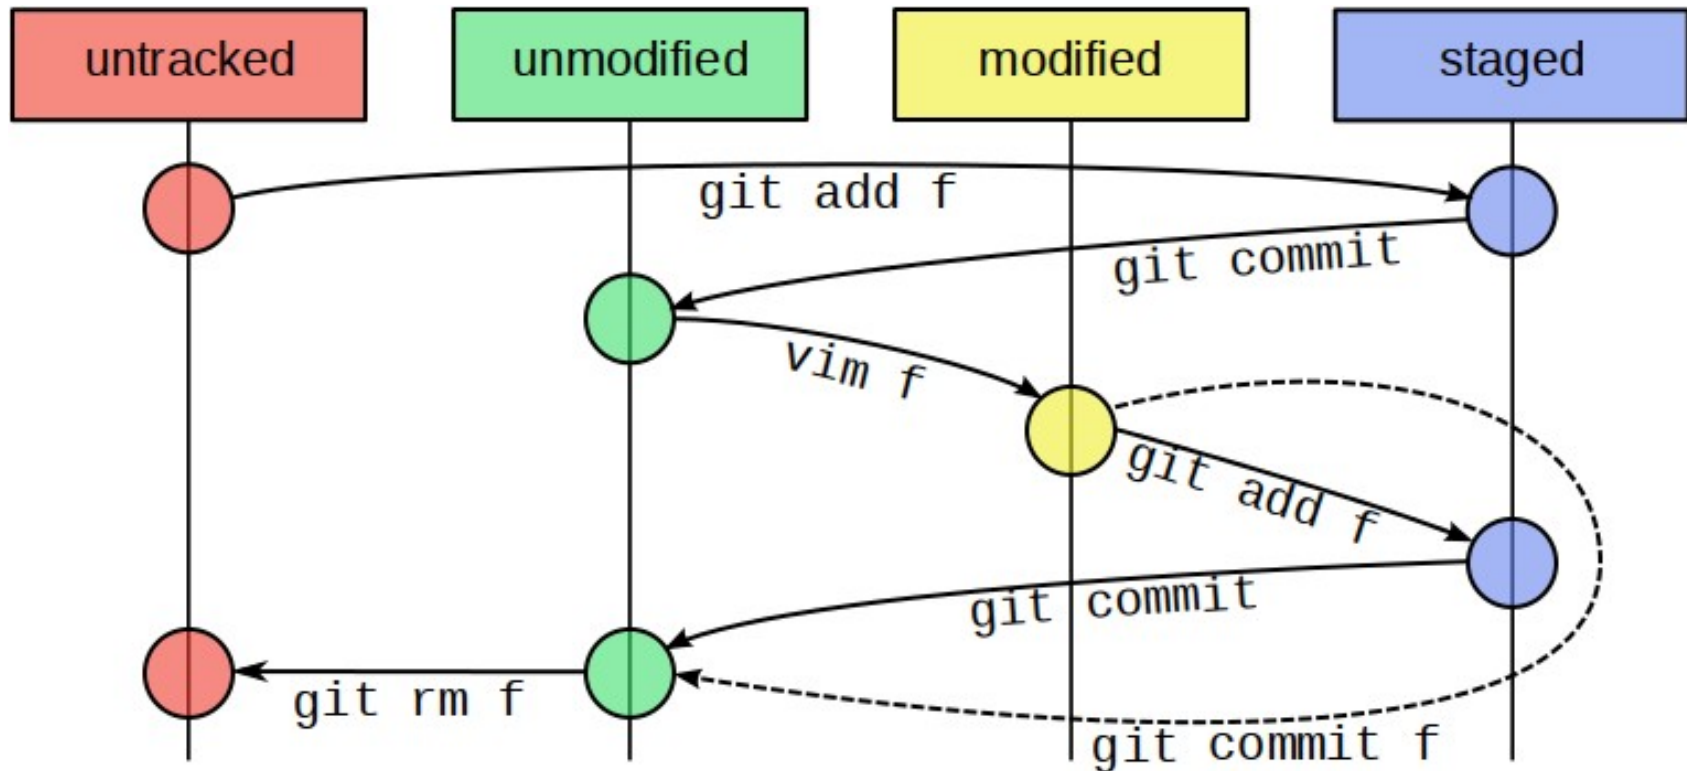 untracked
unmodified
modified
staged
git add f
git commit
vim f
git add f
git commit
git rm f
git commit f